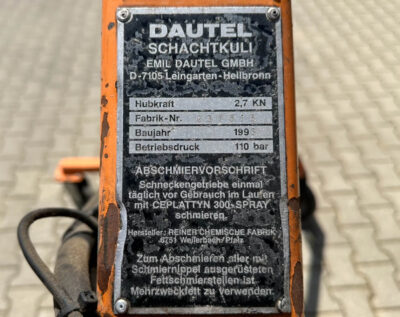 DAUTEL
SCHACHTKULI
EMIL DAUTEL GMBH
D-7105 Leingarten-Heilbronn
Hubkraft 2,7 KN
Fabrik-Nr.
Baujahr
Betriebsdruck 110 bar
ABSCHMIERVORSCHRIFT
Schneckengetriebe einmal
täglich vor Gebrauch im Laufen
mit CEPLATTYN 300-SPRAY
schmieren.
Hersteller: REINER CHEMISCHE FABRIK
6751 Weilerbach/Pfalz
Zum Abschmieren aller mit
Schmiernippel ausgerüsteten
Fettschmierstellen ist
Mehrzweckfett zu verwenden.